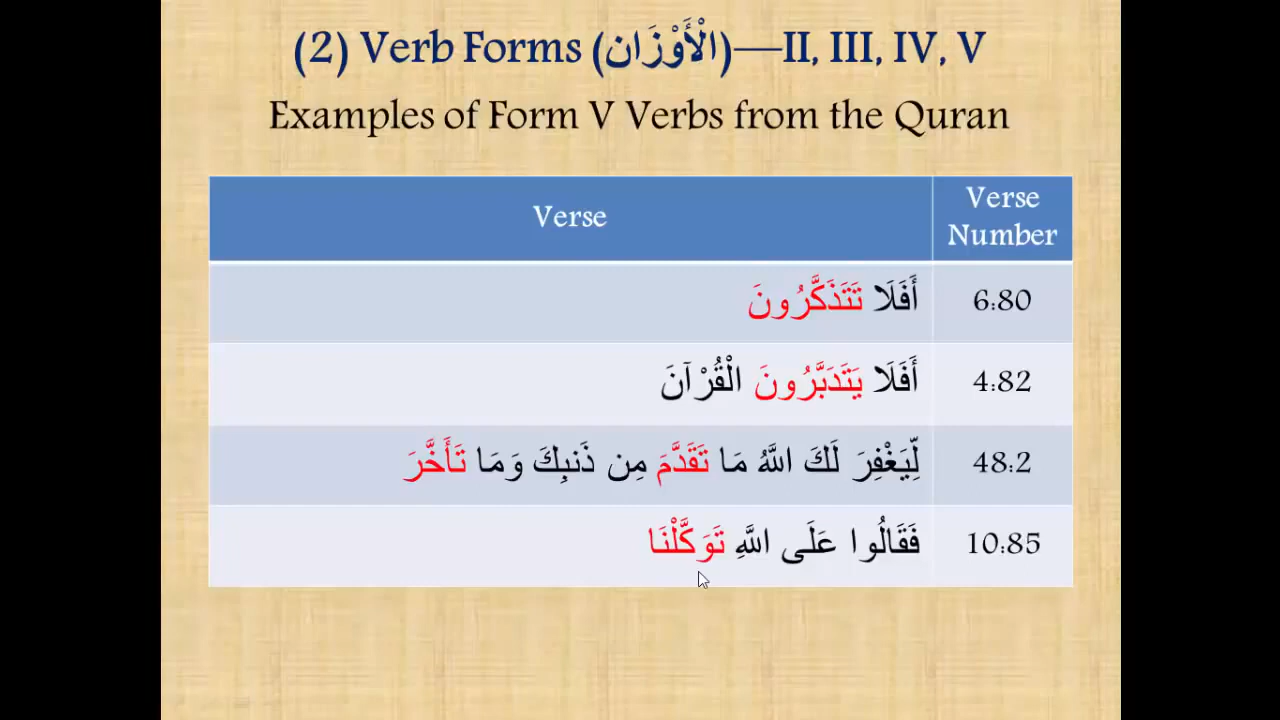 (2) Verb Forms (الْأَوْزَان)—II, III, IV, V
Examples of Form V Verbs from the Quran
Verse
Verse Number
أَفَلَا تَتَذَكَّرُونَ
6:80
أَفَلَا يَتَدَبَّرُونَ الْقُرْآنَ
4:82
لِّيَغْفِرَ لَكَ اللَّهُ مَا تَقَدَّمَ مِن ذَنبِكَ وَمَا تَأَخَّرَ
48:2
فَقَالُوا عَلَى اللَّهِ تَوَكَّلْنَا
10:85